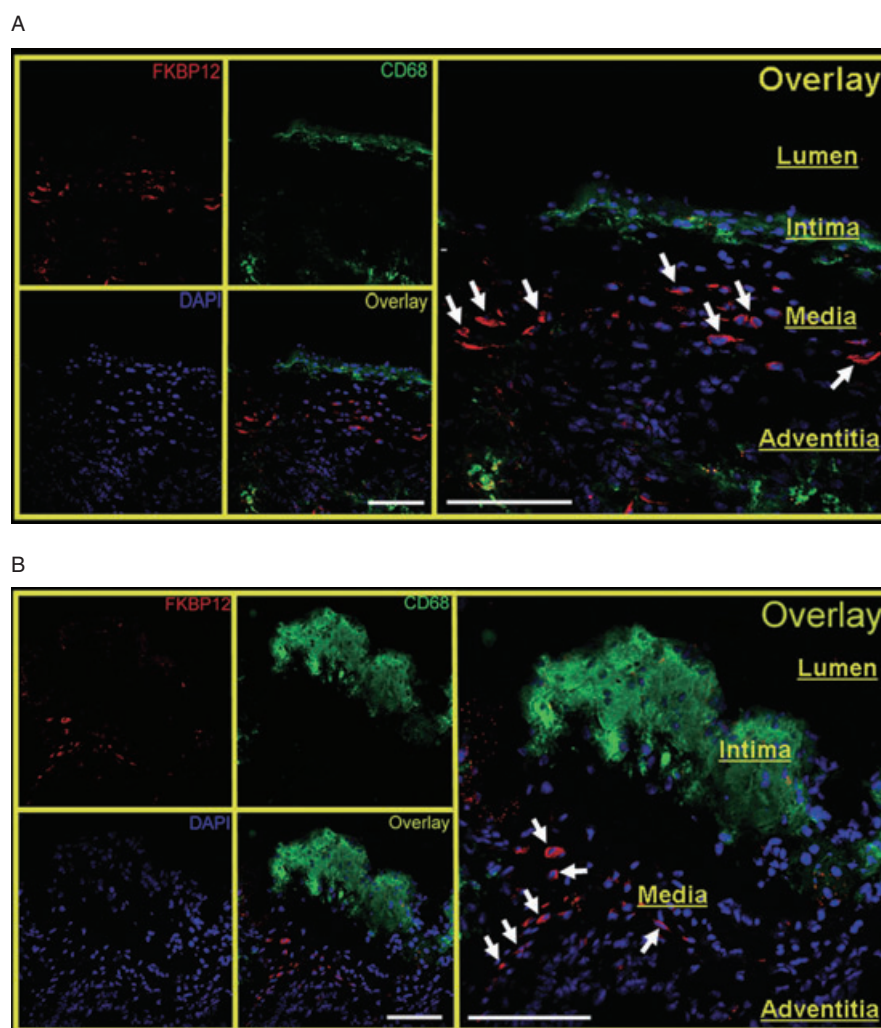 A
FKBP12
CD68
DAPI
Overlay
Overlay
Lumen
Intima
Media
Adventitia
B
FKBP12
CD68
DAPI
Overlay
Overlay
Lumen
Intima
Media
Adventitia